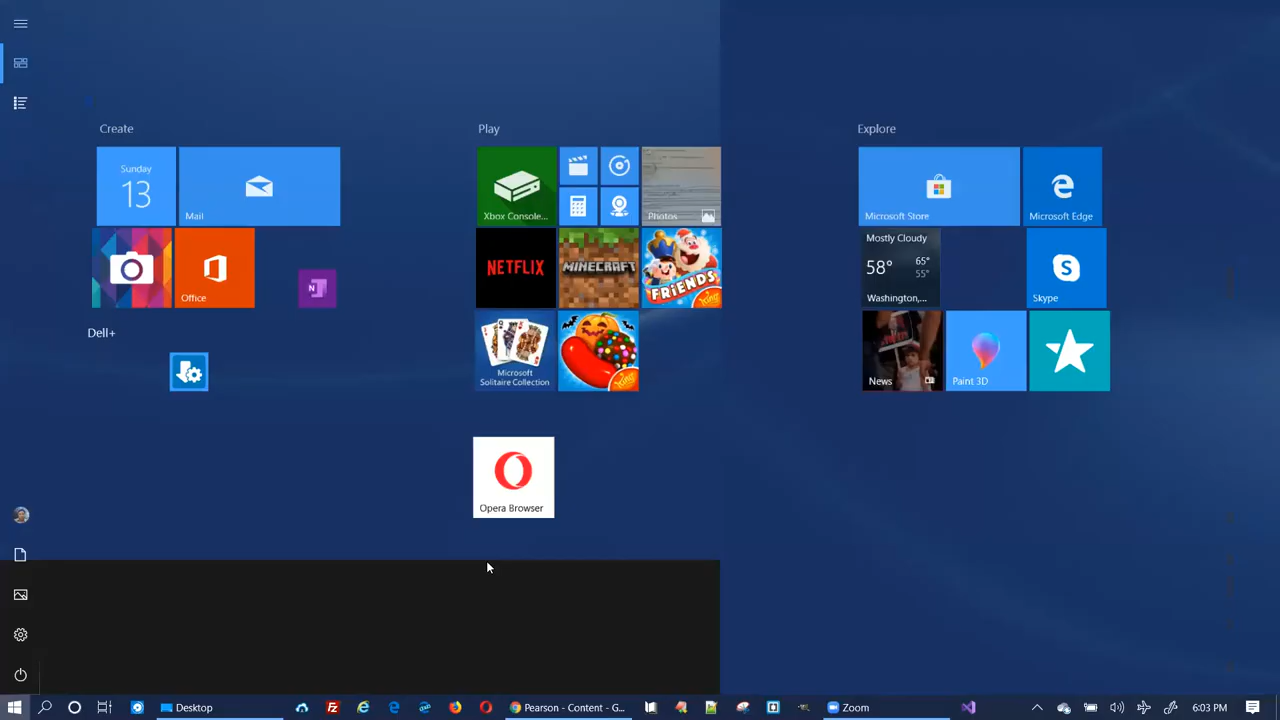 Create
Play
Explore
Sunday
13
Mail
Xbox Console...
Photos
Microsoft Store
Microsoft Edge
Office
N
NETFLIX
MINECRAFT
FRIENDS
King
Mostly Cloudy
58°
65°
55°
Washington,...
Skype
Dell+
Microsoft
Solitaire Collection
King
News
Paint 3D
Opera Browser
Desktop
Pearson - Content - G...
Zoom
6:03 PM